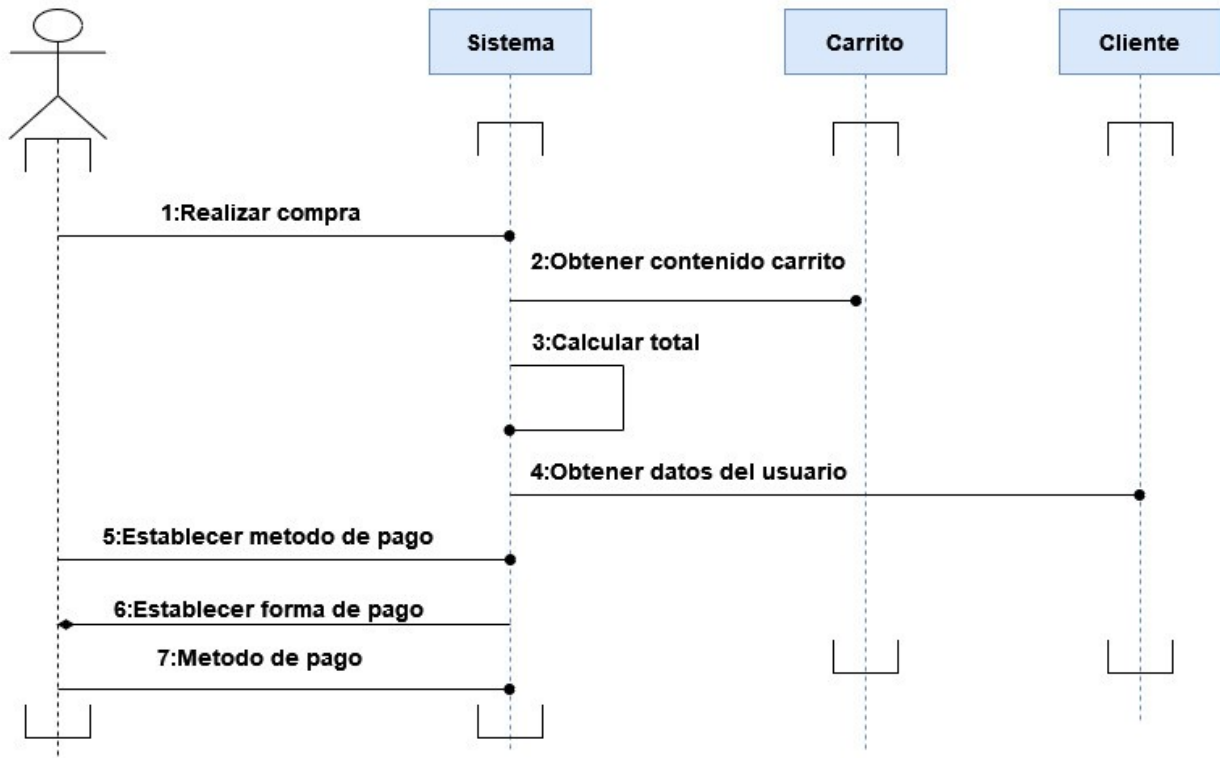 Sistema
Carrito
Cliente
1:Realizar compra
2:Obtener contenido carrito
3:Calcular total
4:Obtener datos del usuario
5:Establecer metodo de pago
6:Establecer forma de pago
7:Metodo de pago